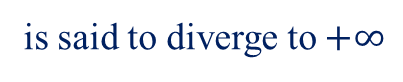 is said to diverge to +∞